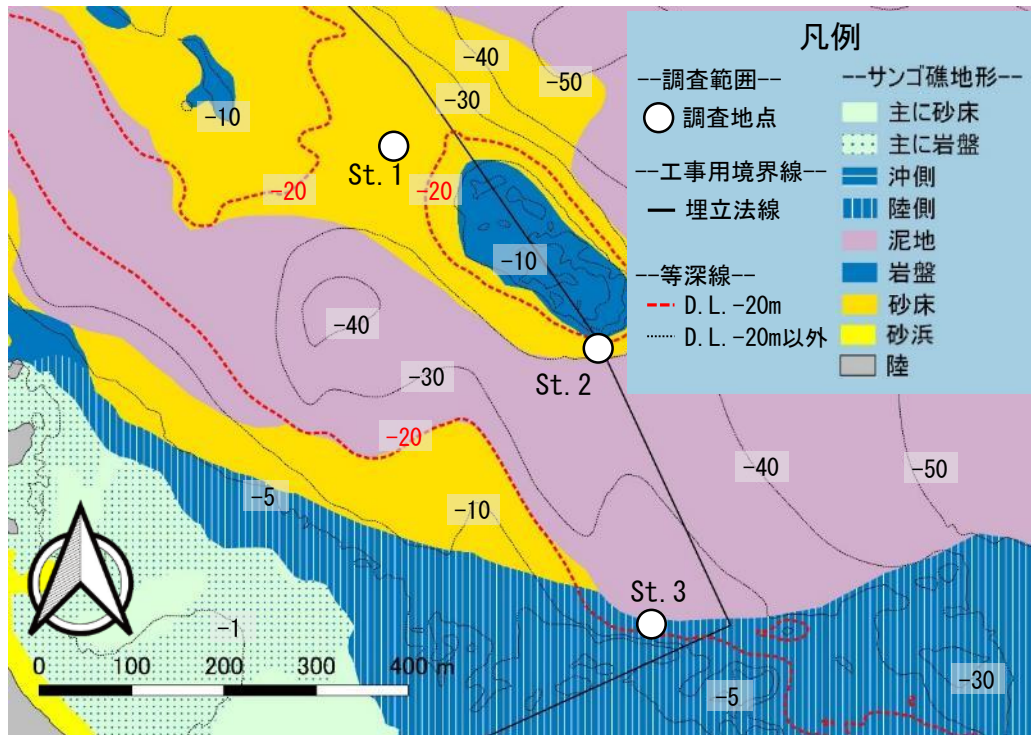 凡例
--調査範囲--
調査地点
--工事用境界線--
埋立法線
--等深線--
D.L.-20m
D.L.-20m以外
--サンゴ礁地形--
主に砂床
主に岩盤
沖側
陸側
泥地
岩盤
砂床
砂浜
陸
-40
-50
-30
-10
St.1
-20
-20
-10
-40
St.2
-30
-20
-40
-50
-5
-10
St.3
-1
-5
-30
0 100 200 300 400 m